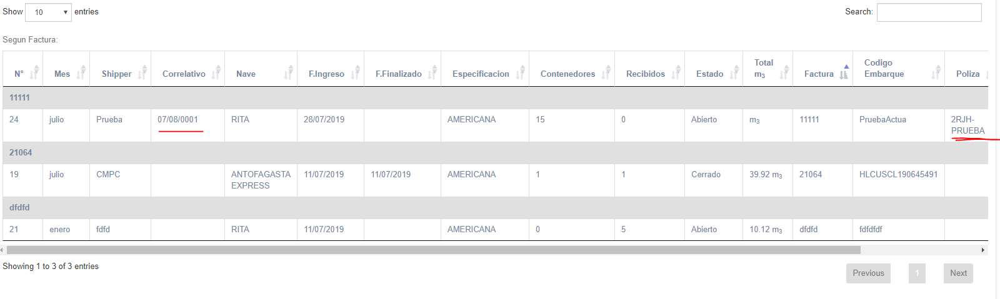 Show 10 entries Search:
Segun Factura:
N° Mes Shipper Correlativo Nave F.Ingreso F.Finalizado Especificacion Contenedores Recibidos Estado Total m3 Factura Codigo Embarque Poliza
11111
24 julio Prueba 07/08/0001 RITA 28/07/2019 AMERICANA 15 0 Abierto m3 11111 PruebaActua 2RJH-PRUEBA
21064
19 julio CMPC ANTOFAGASTA EXPRESS 11/07/2019 11/07/2019 AMERICANA 1 1 Cerrado 39.92 m3 21064 HLCUSCL190645491
dfdfd
21 enero fdfd RITA 11/07/2019 AMERICANA 0 5 Abierto 10.12 m3 dfdfd fdfdfdf
Showing 1 to 3 of 3 entries
Previous 1 Next